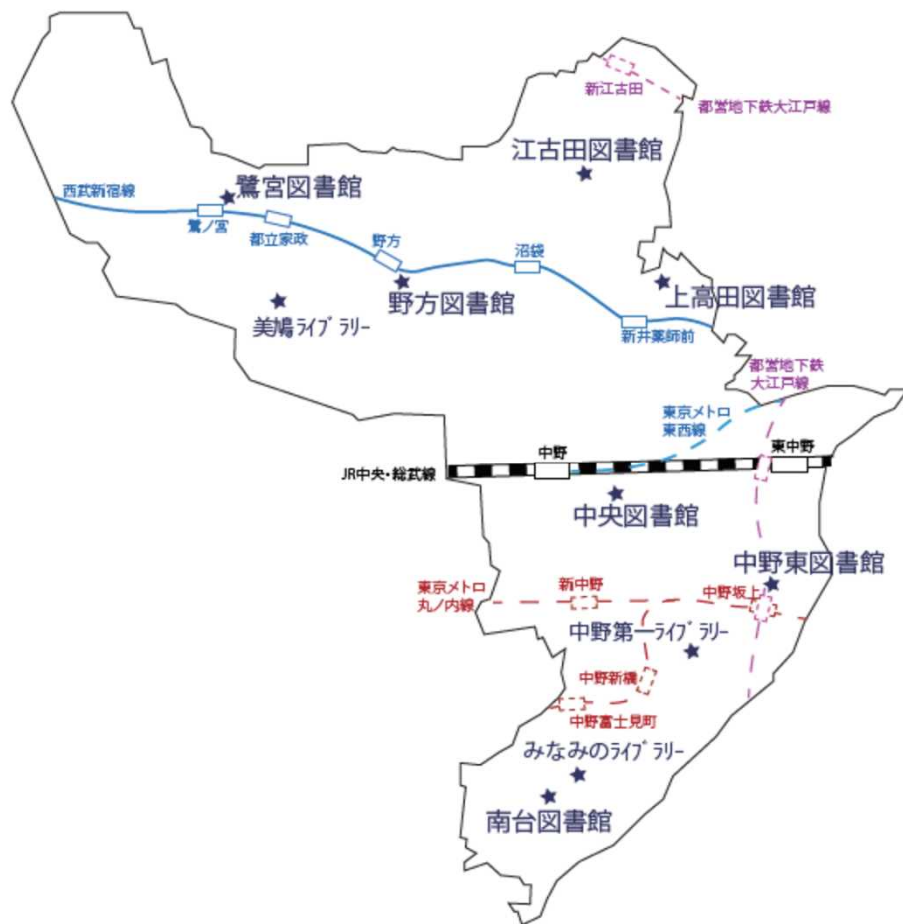 新江古田
都営地下鉄大江戸線
江古田図書館
鷺宮図書館
西武新宿線
鷺ノ宮
都立家政
野方
沼袋
野方図書館
上高田図書館
美鳩ライブラリー
新井薬師前
都営地下鉄
大江戸線
東京メトロ
東西線
中野
東中野
JR中央・総武線
中央図書館
中野東図書館
東京メトロ
丸ノ内線
新中野
中野坂上
中野第一ライブラリー
中野新橋
中野富士見町
みなみのライブラリー
南台図書館